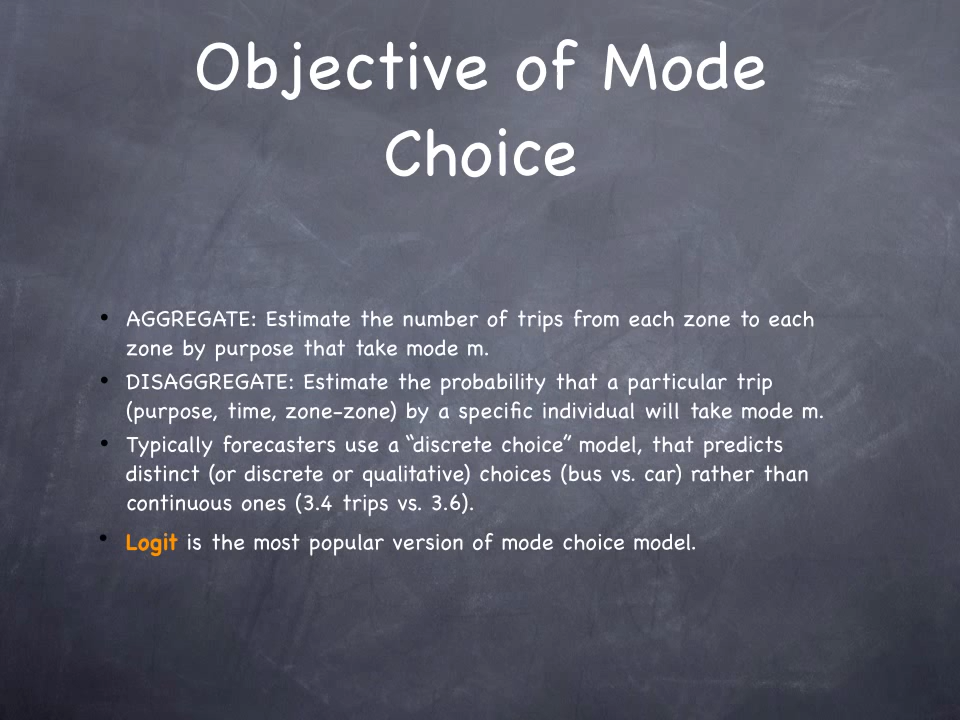 Objective of Mode
Choice
• AGGREGATE: Estimate the number of trips from each zone to each
zone by purpose that take mode m.
• DISAGGREGATE: Estimate the probability that a particular trip
(purpose, time, zone-zone) by a specific individual will take mode m.
• Typically forecasters use a “discrete choice” model, that predicts
distinct (or discrete or qualitative) choices (bus vs. car) rather than
continuous ones (3.4 trips vs. 3.6).
• Logit is the most popular version of mode choice model.